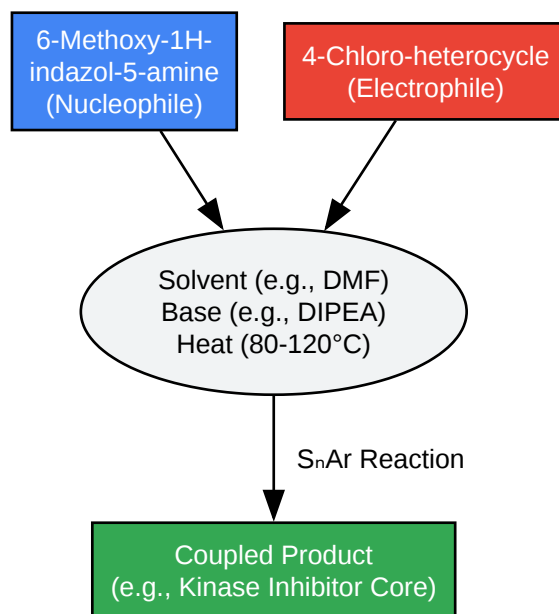 6-Methoxy-1H-
indazol-5-amine
(Nucleophile)
4-Chloro-heterocycle
(Electrophile)
Solvent (e.g., DMF)
Base (e.g., DIPEA)
Heat (80-120°C)
SₙAr Reaction
Coupled Product
(e.g., Kinase Inhibitor Core)